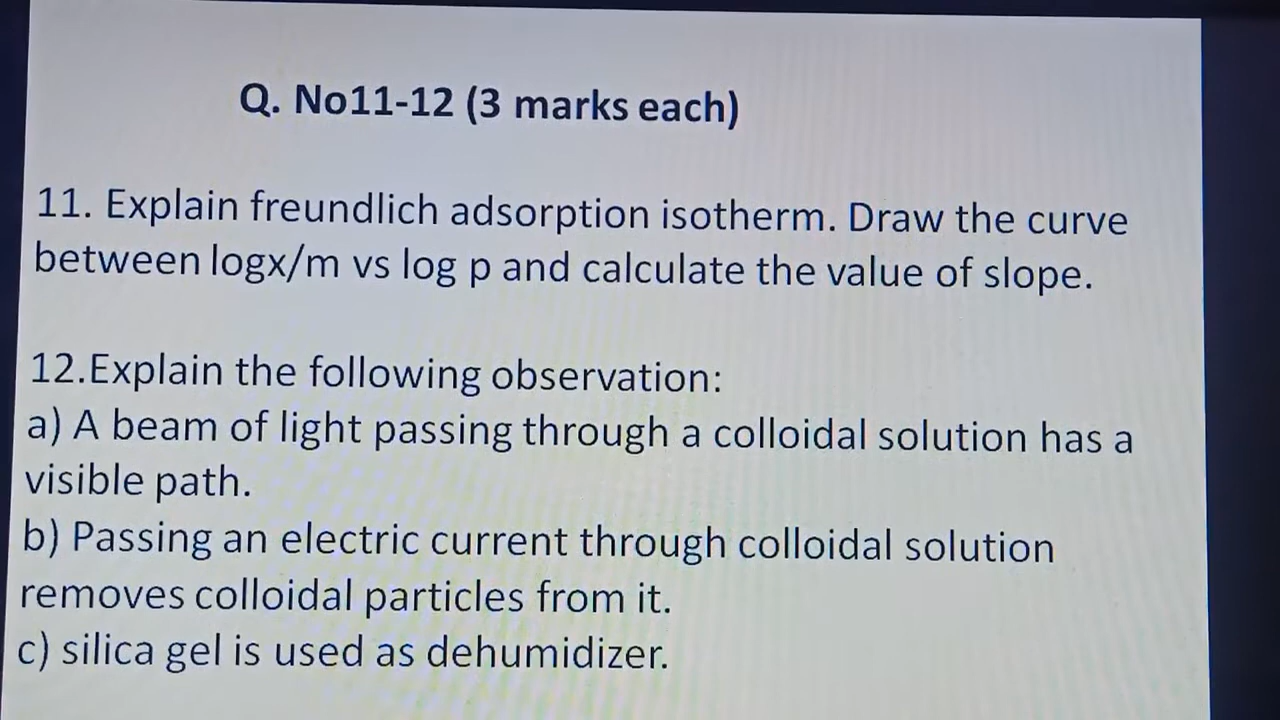 Q. No11-12 (3 marks each)
11. Explain freundlich adsorption isotherm. Draw the curve
between logx/m vs log p and calculate the value of slope.
12.Explain the following observation:
a) A beam of light passing through a colloidal solution has a
visible path.
b) Passing an electric current through colloidal solution
removes colloidal particles from it.
c) silica gel is used as dehumidizer.